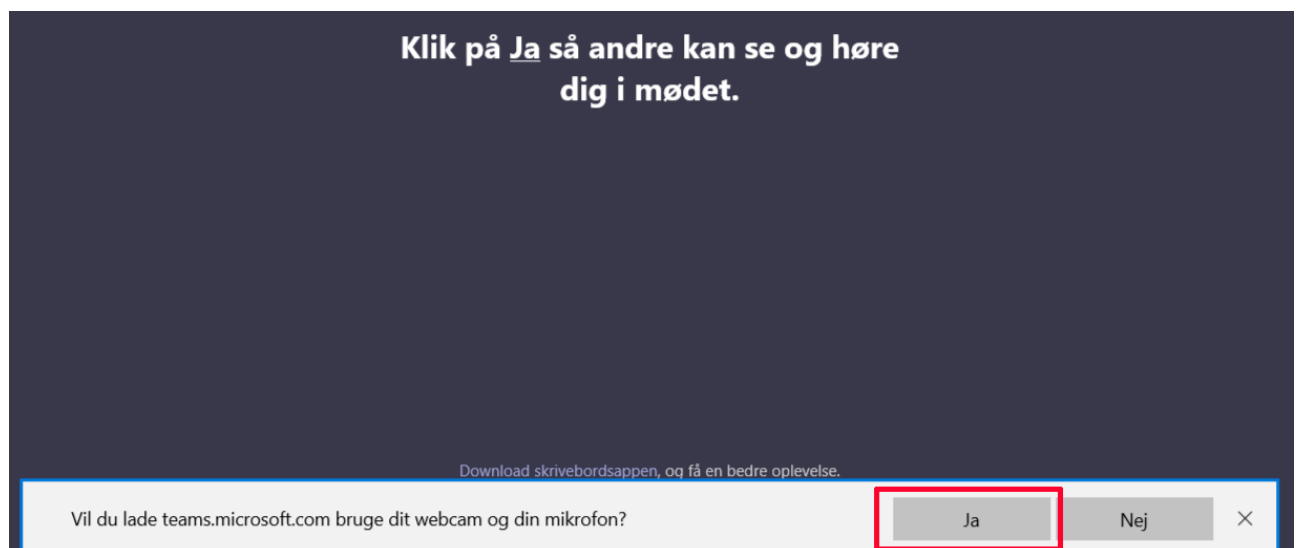 Klik på Ja så andre kan se og høre
dig i mødet.
Download skrivebordsappen, og få en bedre oplevelse.
Vil du lade teams.microsoft.com bruge dit webcam og din mikrofon?
Ja
Nej